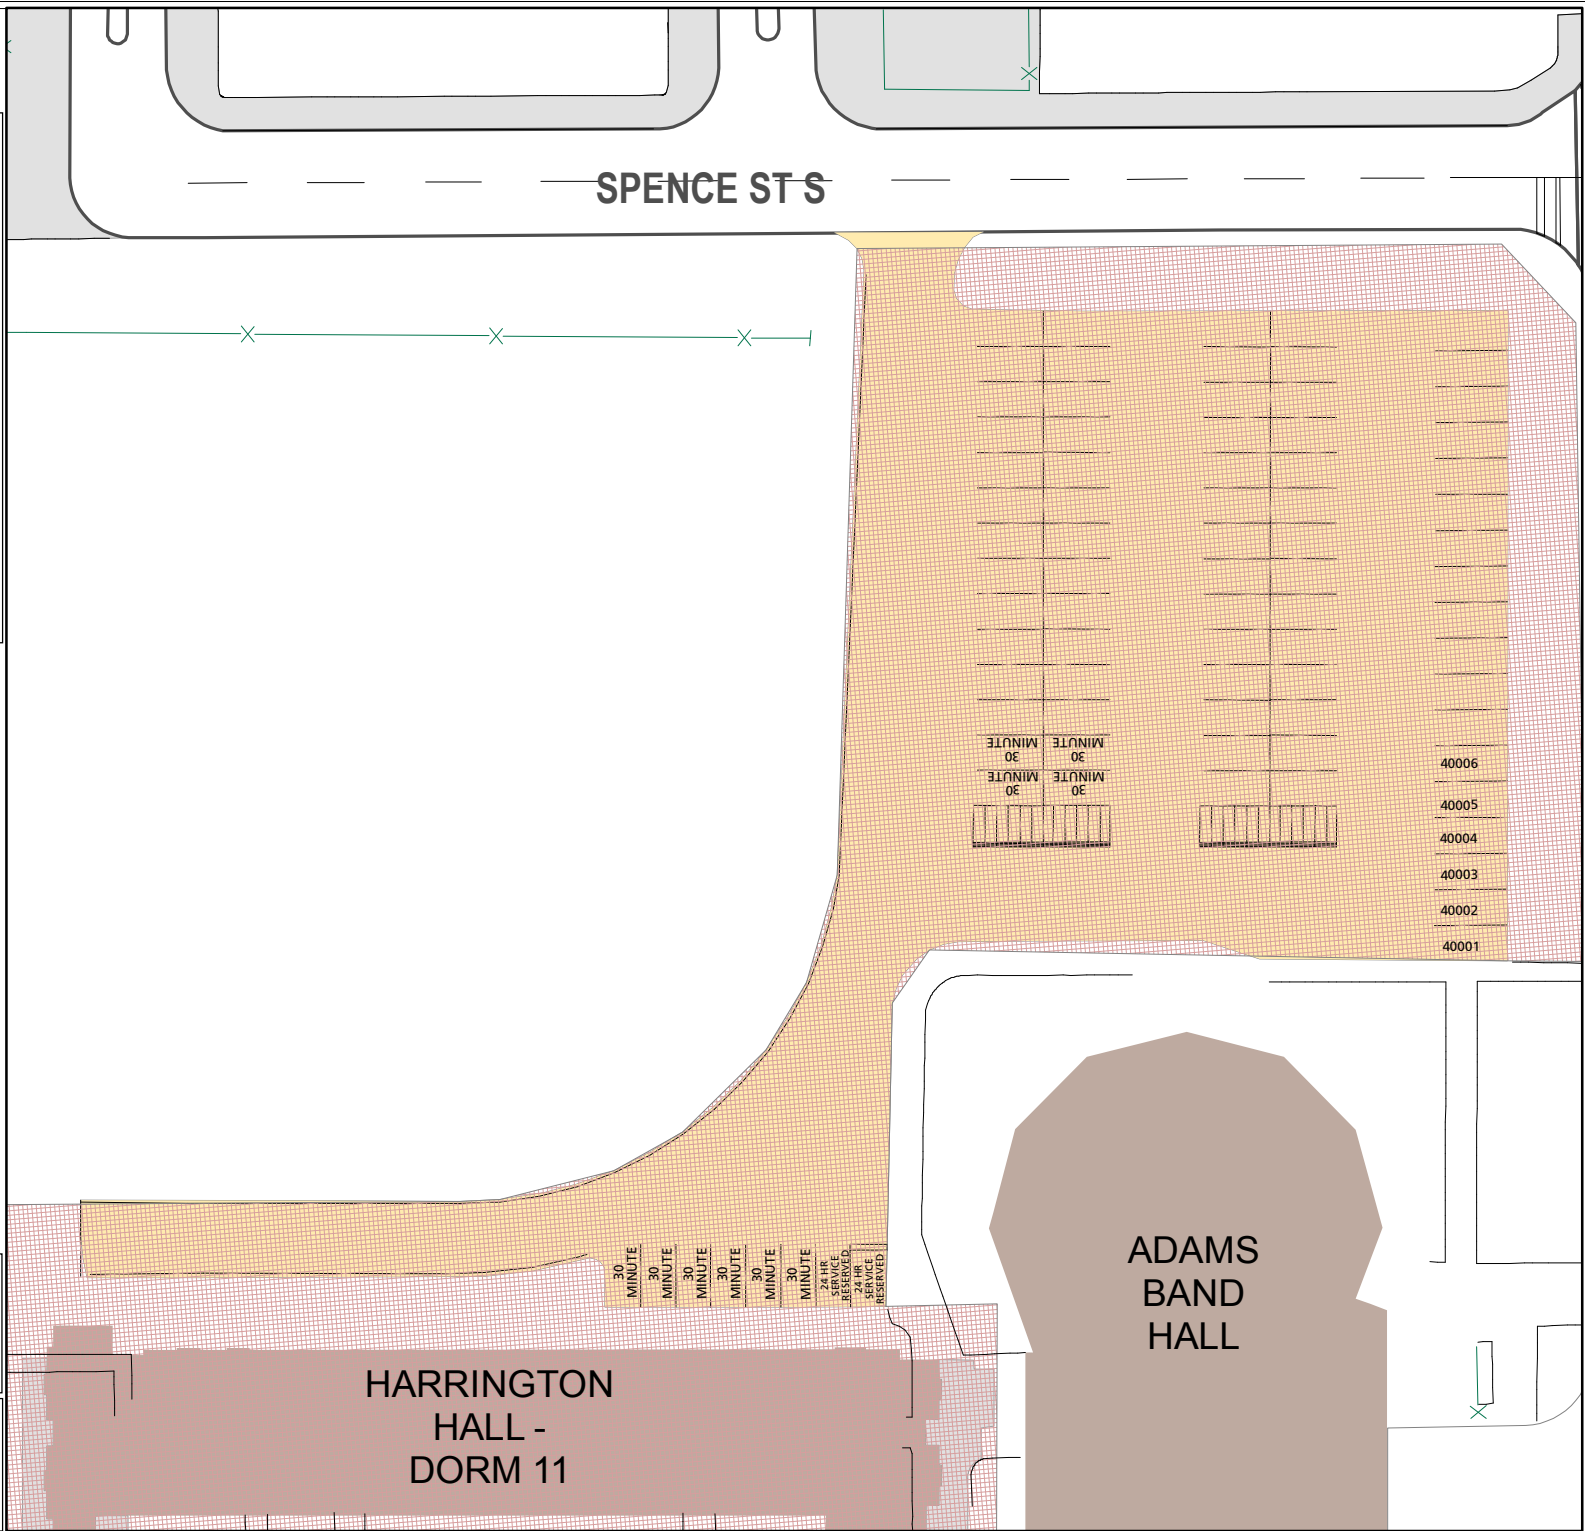 SPENCE ST S
30 MINUTE
30 MINUTE
30 MINUTE
30 MINUTE
40006
40005
40004
40003
40002
40001
30 MINUTE
30 MINUTE
30 MINUTE
30 MINUTE
30 MINUTE
30 MINUTE
24 HR SERVICE RESERVED
24 HR SERVICE RESERVED
ADAMS
BAND
HALL
HARRINGTON
HALL -
DORM 11